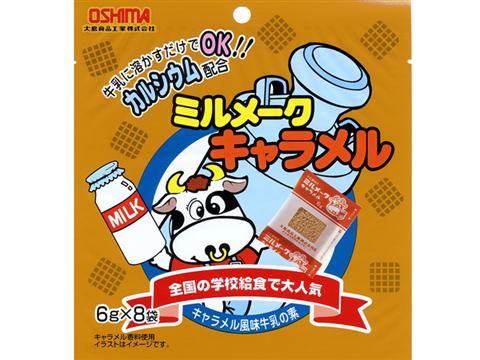 OSHIMA
大島食品工業株式会社
牛乳に溶かすだけでOK!!
カルシウム配合
ミルメーク
キャラメル
MILK
ミルメーク
キャラメル
全国の学校給食で大人気
6g×8袋
キャラメル風味牛乳の素
キャラメル香料使用
イラストはイメージです。